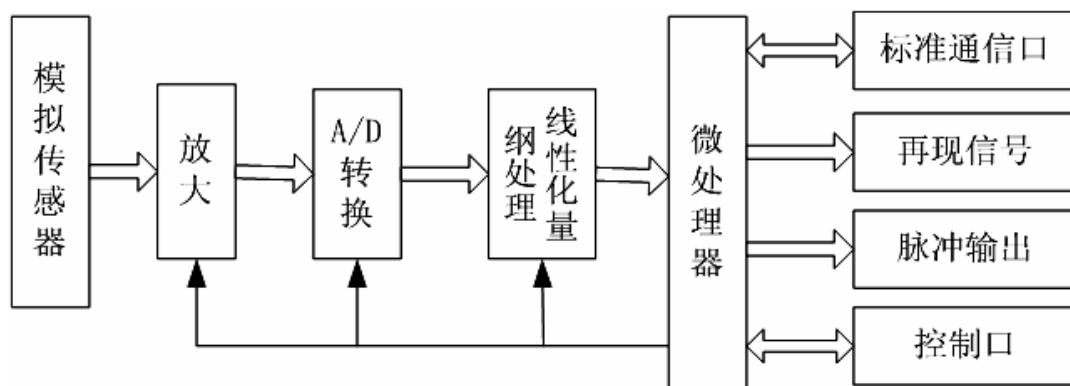 模拟传感器
放大
A/D
转换
线性化量
纲处理
微处理器
标准通信口
再现信号
脉冲输出
控制口